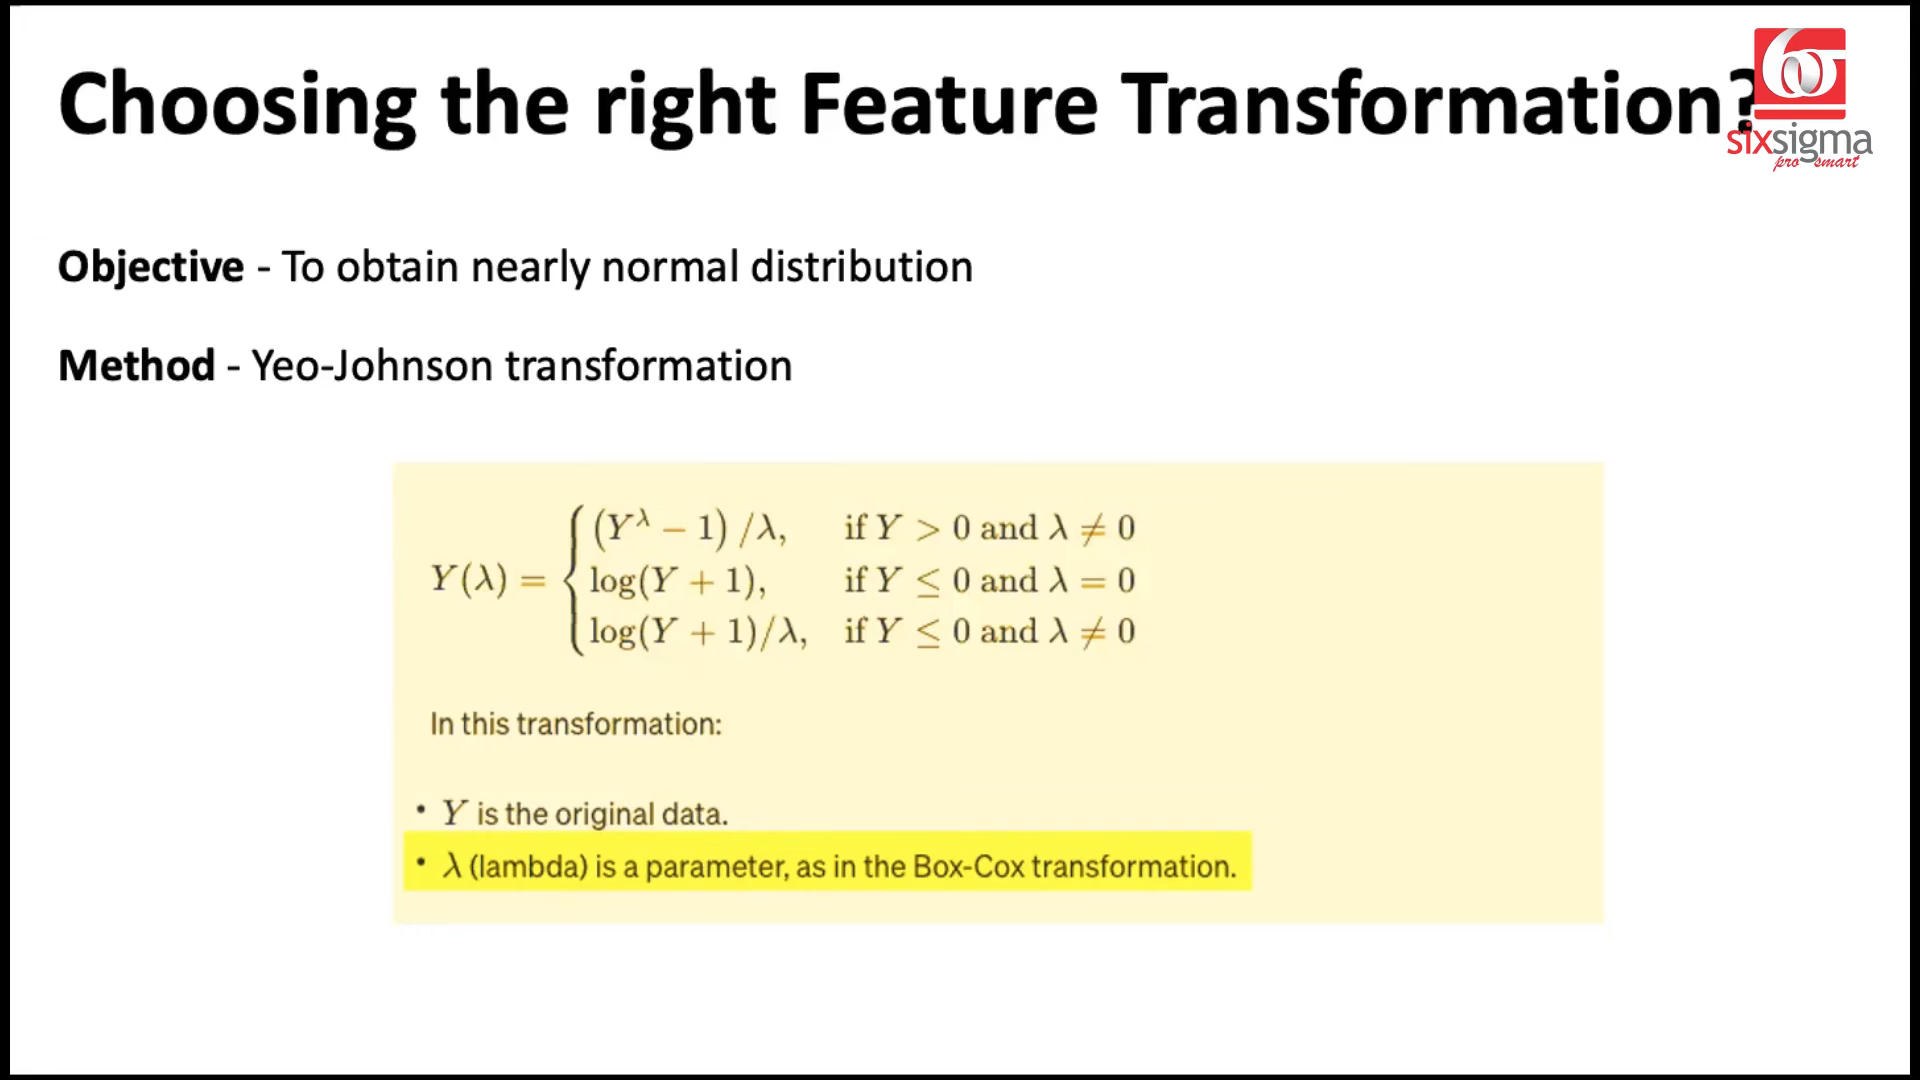 Choosing the right Feature Transformation?
sixsigma
pro smart
Objective - To obtain nearly normal distribution
Method - Yeo-Johnson transformation
Y(λ) = { (Y^λ − 1) /λ, if Y > 0 and λ ≠ 0
log(Y + 1), if Y ≤ 0 and λ = 0
log(Y + 1)/λ, if Y ≤ 0 and λ ≠ 0
In this transformation:
• Y is the original data.
• λ (lambda) is a parameter, as in the Box-Cox transformation.